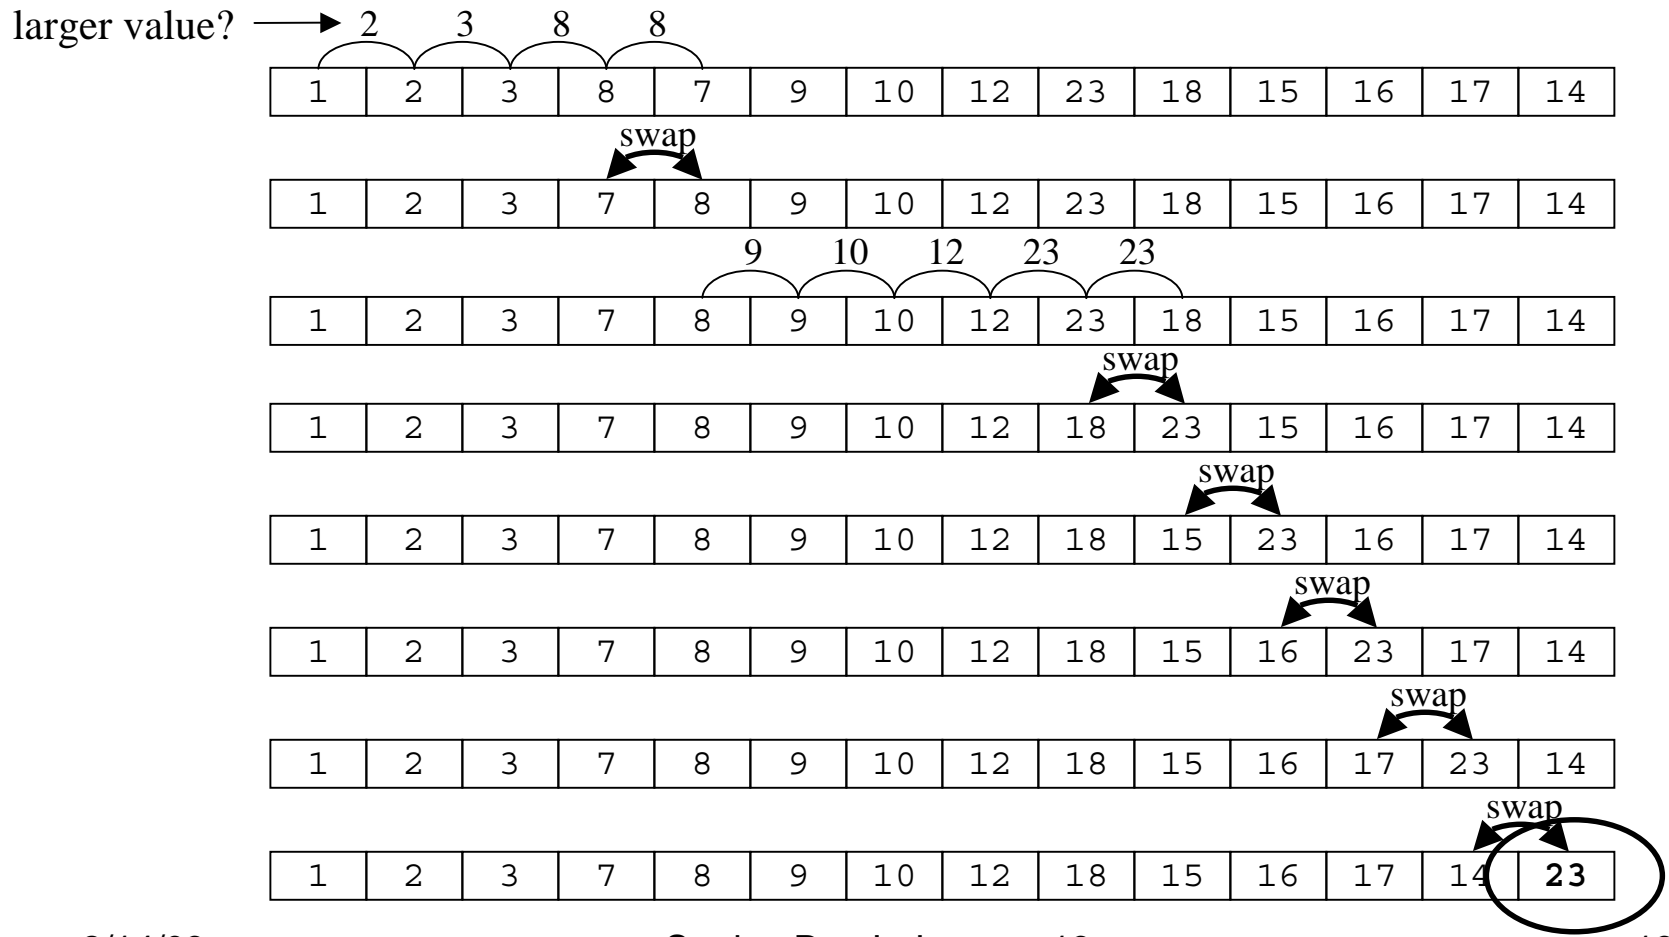 larger value? 2 3 8 8
1 2 3 8 7 9 10 12 23 18 15 16 17 14
swap
1 2 3 7 8 9 10 12 23 18 15 16 17 14
9 10 12 23 23
1 2 3 7 8 9 10 12 23 18 15 16 17 14
swap
1 2 3 7 8 9 10 12 18 23 15 16 17 14
swap
1 2 3 7 8 9 10 12 18 15 23 16 17 14
swap
1 2 3 7 8 9 10 12 18 15 16 23 17 14
swap
1 2 3 7 8 9 10 12 18 15 16 17 23 14
swap
1 2 3 7 8 9 10 12 18 15 16 17 14 23